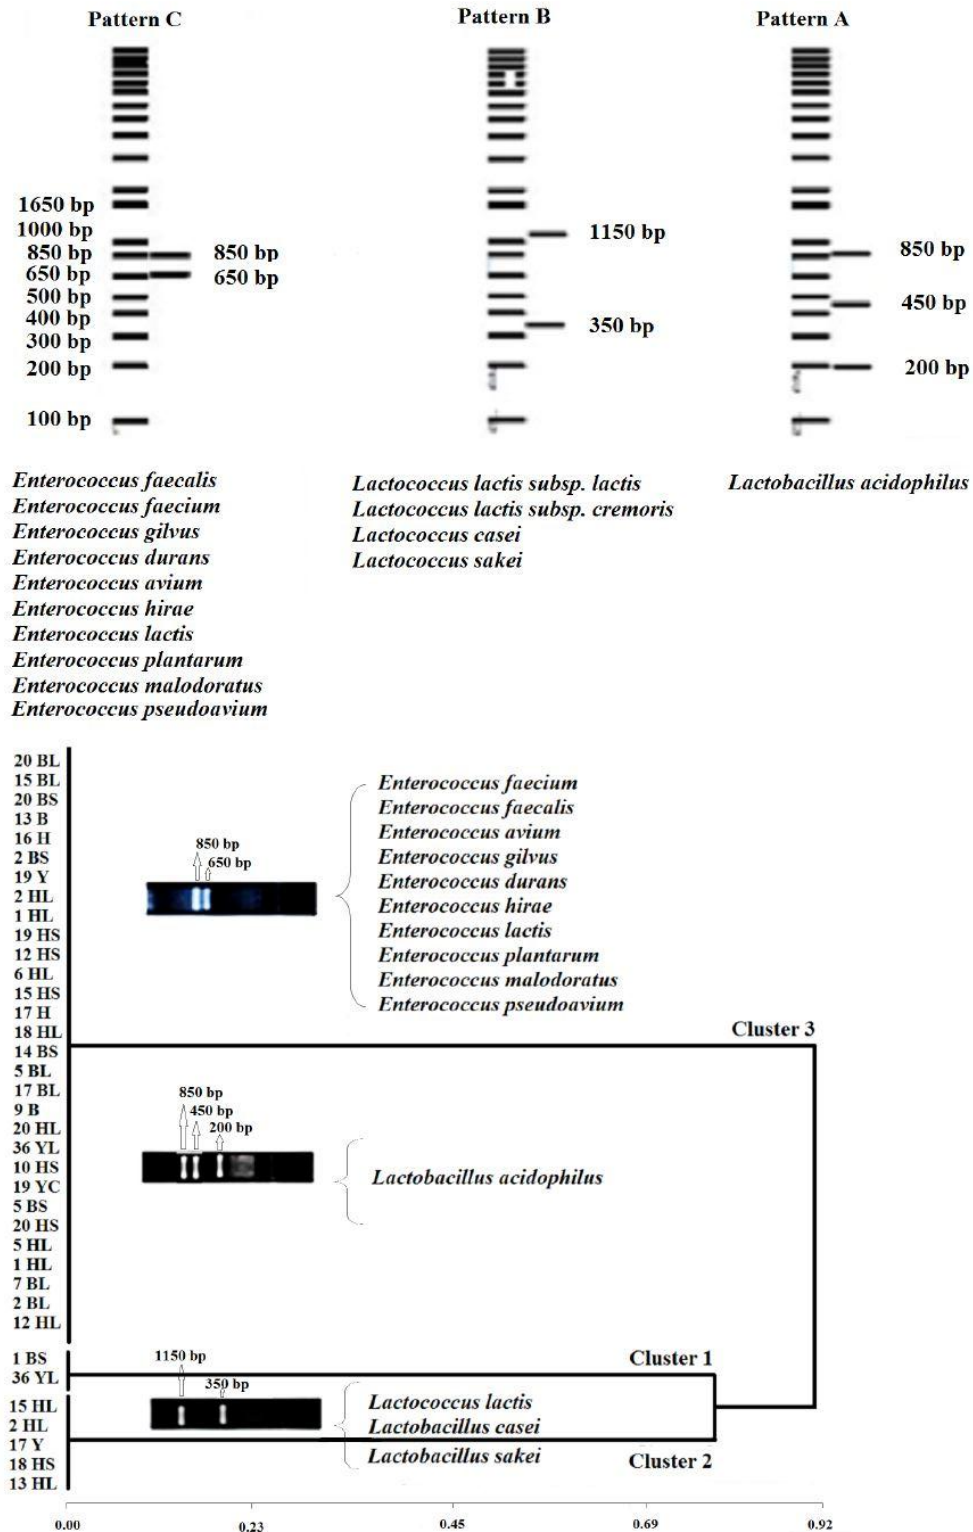 Pattern C
Pattern B
Pattern A
1650 bp
1000 bp
850 bp
650 bp
500 bp
400 bp
300 bp
200 bp
100 bp
850 bp
650 bp
1150 bp
350 bp
850 bp
450 bp
200 bp
Enterococcus faecalis
Enterococcus faecium
Enterococcus gilvus
Enterococcus durans
Enterococcus avium
Enterococcus hirae
Enterococcus lactis
Enterococcus plantarum
Enterococcus malodoratus
Enterococcus pseudoavium
Lactococcus lactis subsp. lactis
Lactococcus lactis subsp. cremoris
Lactococcus casei
Lactococcus sakei
Lactobacillus acidophilus
20 BL
15 BL
20 BS
13 B
16 H
2 BS
19 Y
2 HL
1 HL
19 HS
12 HS
6 HL
15 HS
17 H
18 HL
14 BS
5 BL
17 BL
9 B
20 HL
36 YL
10 HS
19 YC
5 BS
20 HS
5 HL
1 HL
7 BL
2 BL
12 HL
1 BS
36 YL
15 HL
2 HL
17 Y
18 HS
13 HL
850 bp
650 bp
Enterococcus faecium
Enterococcus faecalis
Enterococcus avium
Enterococcus gilvus
Enterococcus durans
Enterococcus hirae
Enterococcus lactis
Enterococcus plantarum
Enterococcus malodoratus
Enterococcus pseudoavium
Cluster 3
850 bp
450 bp
200 bp
Lactobacillus acidophilus
Cluster 1
1150 bp
350 bp
Lactococcus lactis
Lactobacillus casei
Lactobacillus sakei
Cluster 2
0.00
0.23
0.45
0.69
0.92